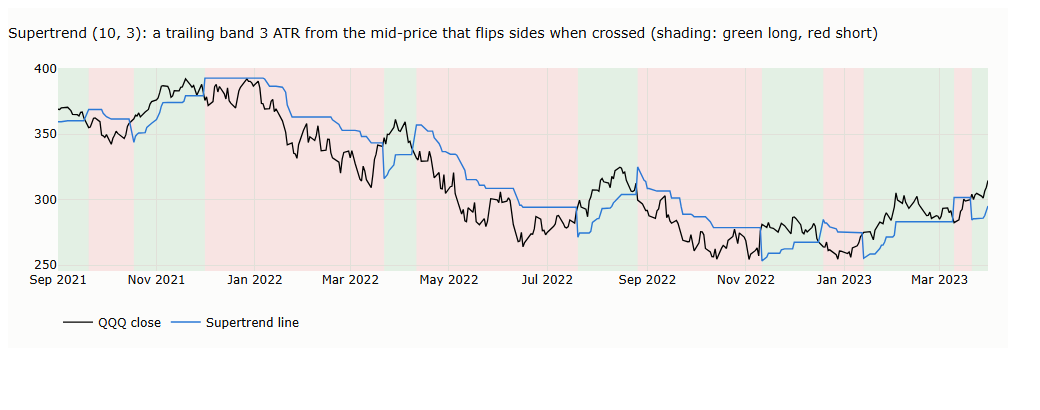 Supertrend (10, 3): a trailing band 3 ATR from the mid-price that flips sides when crossed (shading: green long, red short)
400
350
300
250
Sep 2021 Nov 2021 Jan 2022 Mar 2022 May 2022 Jul 2022 Sep 2022 Nov 2022 Jan 2023 Mar 2023
QQQ close Supertrend line